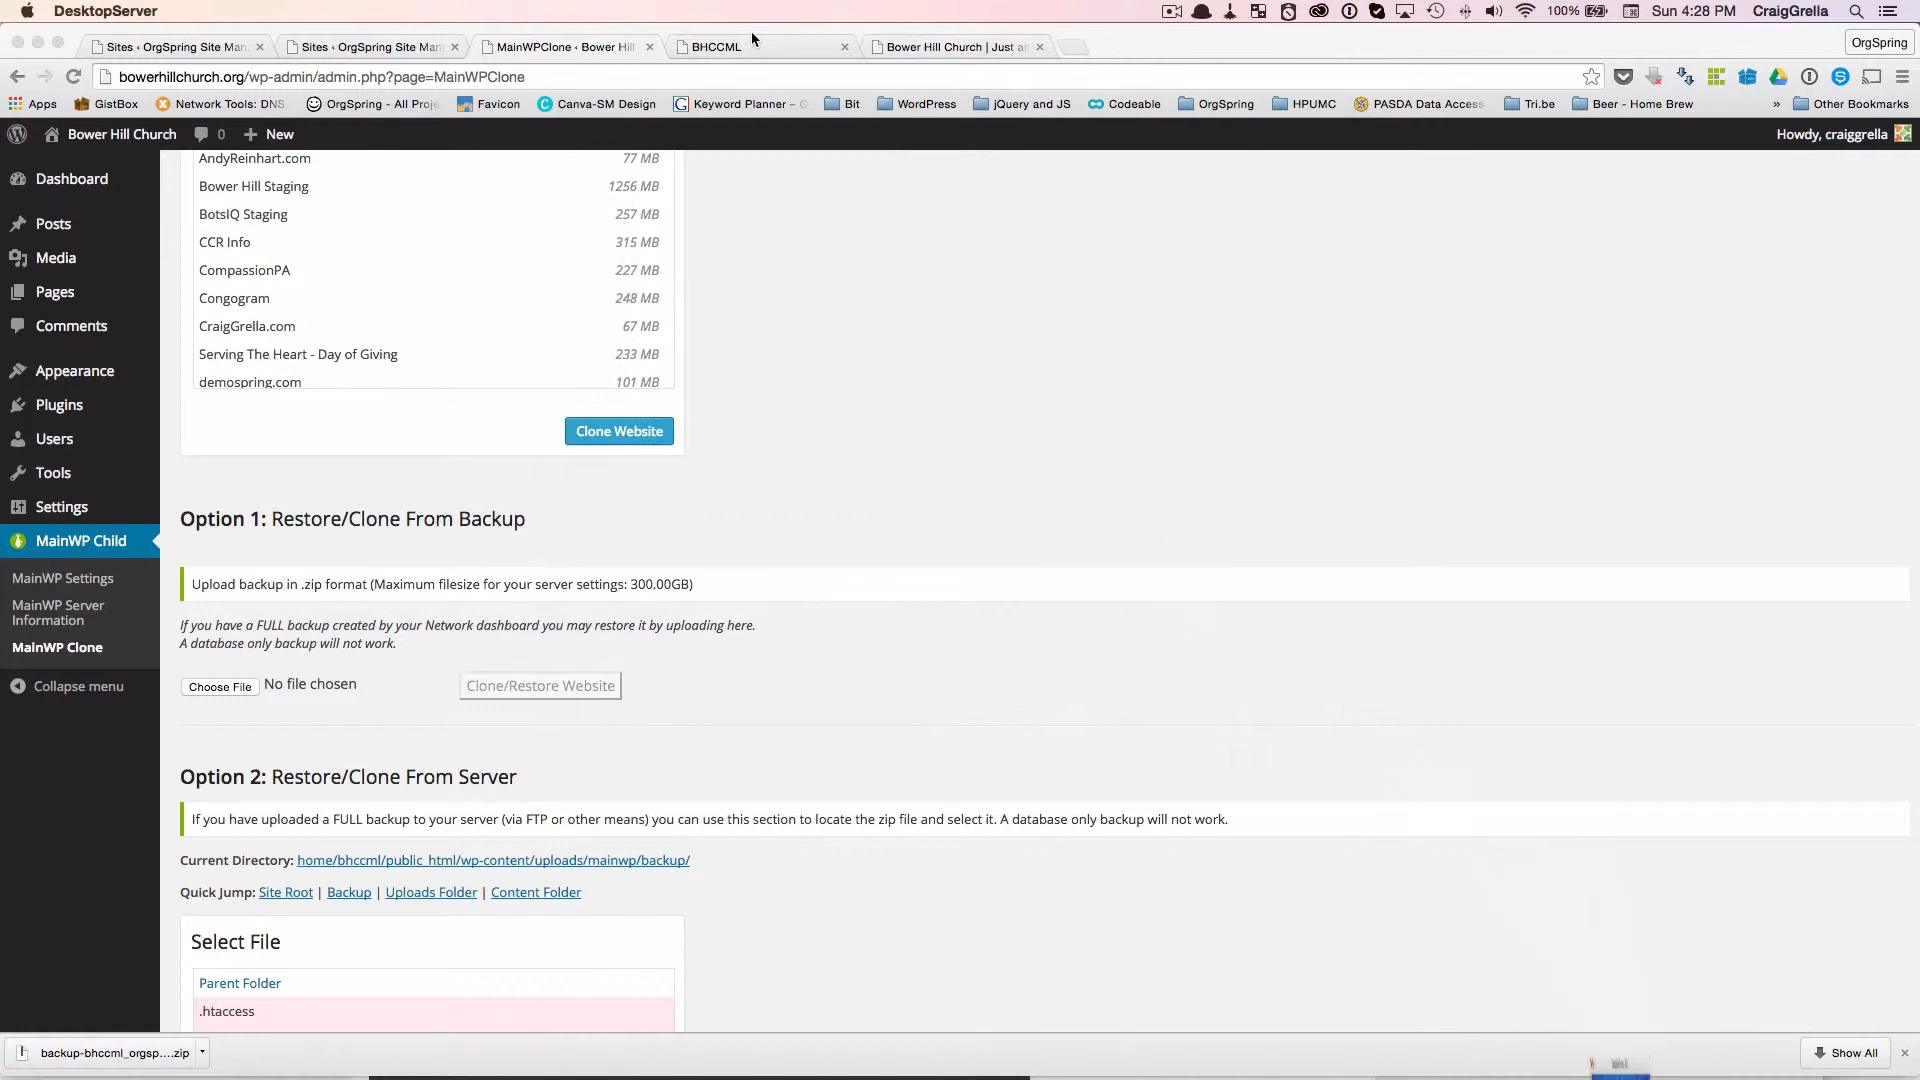 DesktopServer
100%
Sun 4:28 PM
CraigGrella
Sites ‹ OrgSpring Site Man
Sites ‹ OrgSpring Site Man
MainWPClone ‹ Bower Hil
BHCCML
Bower Hill Church | Just a
OrgSpring
bowerhillchurch.org/wp-admin/admin.php?page=MainWPClone
Apps
GistBox
Network Tools: DNS,
OrgSpring - All Proje
Favicon
Canva-SM Design
Keyword Planner – G
Bit
WordPress
jQuery and JS
Codeable
OrgSpring
HPUMC
PASDA Data Access
Tri.be
Beer - Home Brew
»
Other Bookmarks
Bower Hill Church
0
+ New
Howdy, craiggrella
Dashboard
Posts
Media
Pages
Comments
Appearance
Plugins
Users
Tools
Settings
MainWP Child
MainWP Settings
MainWP Server
Information
MainWP Clone
Collapse menu
AndyReinhart.com 77 MB
Bower Hill Staging 1256 MB
BotsIQ Staging 257 MB
CCR Info 315 MB
CompassionPA 227 MB
Congogram 248 MB
CraigGrella.com 67 MB
Serving The Heart - Day of Giving 233 MB
demospring.com 101 MB
Clone Website
Option 1: Restore/Clone From Backup
Upload backup in .zip format (Maximum filesize for your server settings: 300.00GB)
If you have a FULL backup created by your Network dashboard you may restore it by uploading here.
A database only backup will not work.
Choose File No file chosen
Clone/Restore Website
Option 2: Restore/Clone From Server
If you have uploaded a FULL backup to your server (via FTP or other means) you can use this section to locate the zip file and select it. A database only backup will not work.
Current Directory: home/bhccml/public_html/wp-content/uploads/mainwp/backup/
Quick Jump: Site Root | Backup | Uploads Folder | Content Folder
Select File
Parent Folder
.htaccess
backup-bhccml_orgsp....zip
Show All